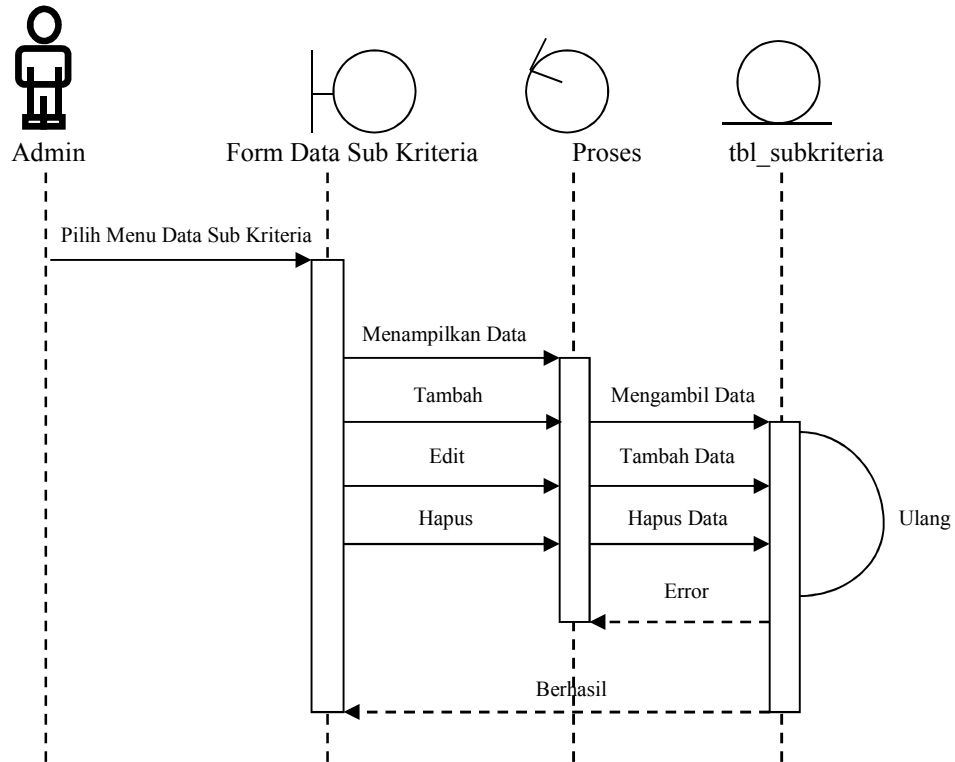 Admin
Form Data Sub Kriteria
Proses
tbl_subkriteria
Pilih Menu Data Sub Kriteria
Menampilkan Data
Tambah
Mengambil Data
Edit
Tambah Data
Hapus
Hapus Data
Ulang
Error
Berhasil